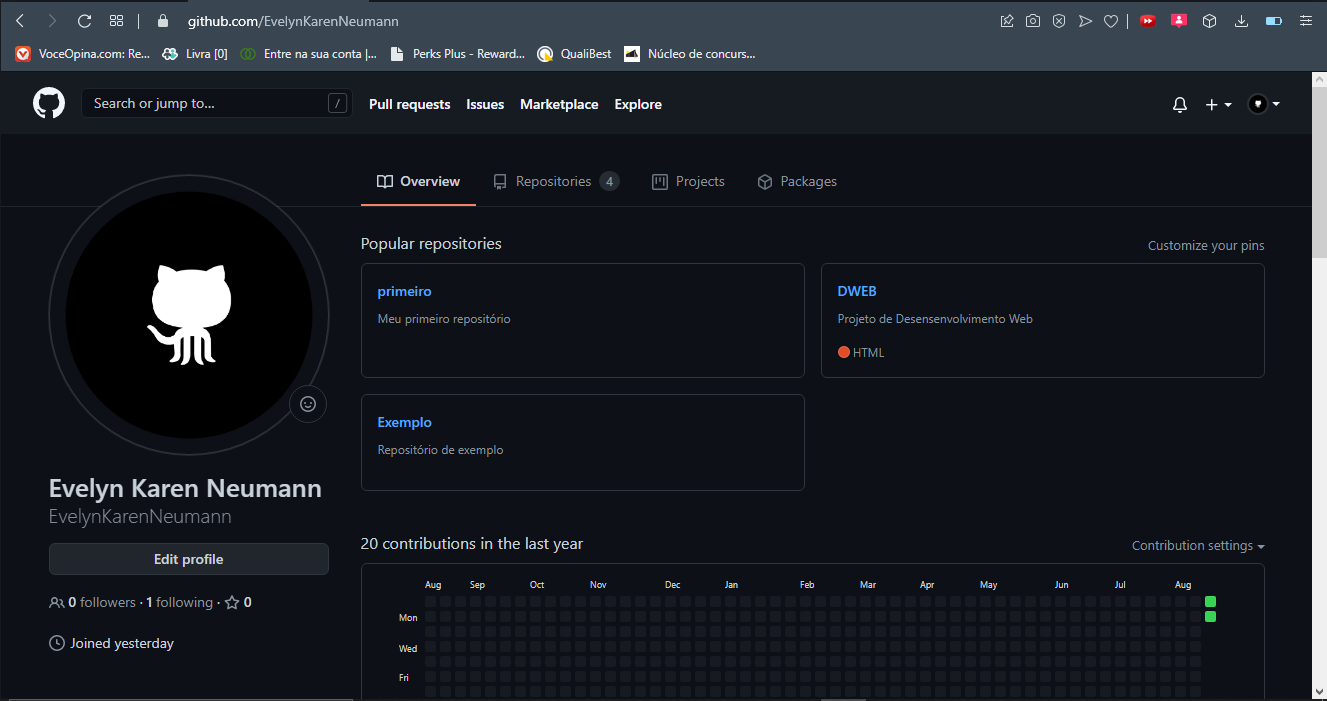 github.com/EvelynKarenNeumann
VoceOpina.com: Re... Livra [0] Entre na sua conta |... Perks Plus - Reward... QualiBest Núcleo de concurs...
Search or jump to... / Pull requests Issues Marketplace Explore
Overview Repositories 4 Projects Packages
Popular repositories Customize your pins
primeiro
Meu primeiro repositório
DWEB
Projeto de Desensenvolvimento Web
HTML
Exemplo
Repositório de exemplo
Evelyn Karen Neumann
EvelynKarenNeumann
Edit profile
0 followers · 1 following · 0
Joined yesterday
20 contributions in the last year Contribution settings
Aug Sep Oct Nov Dec Jan Feb Mar Apr May Jun Jul Aug
Mon
Wed
Fri